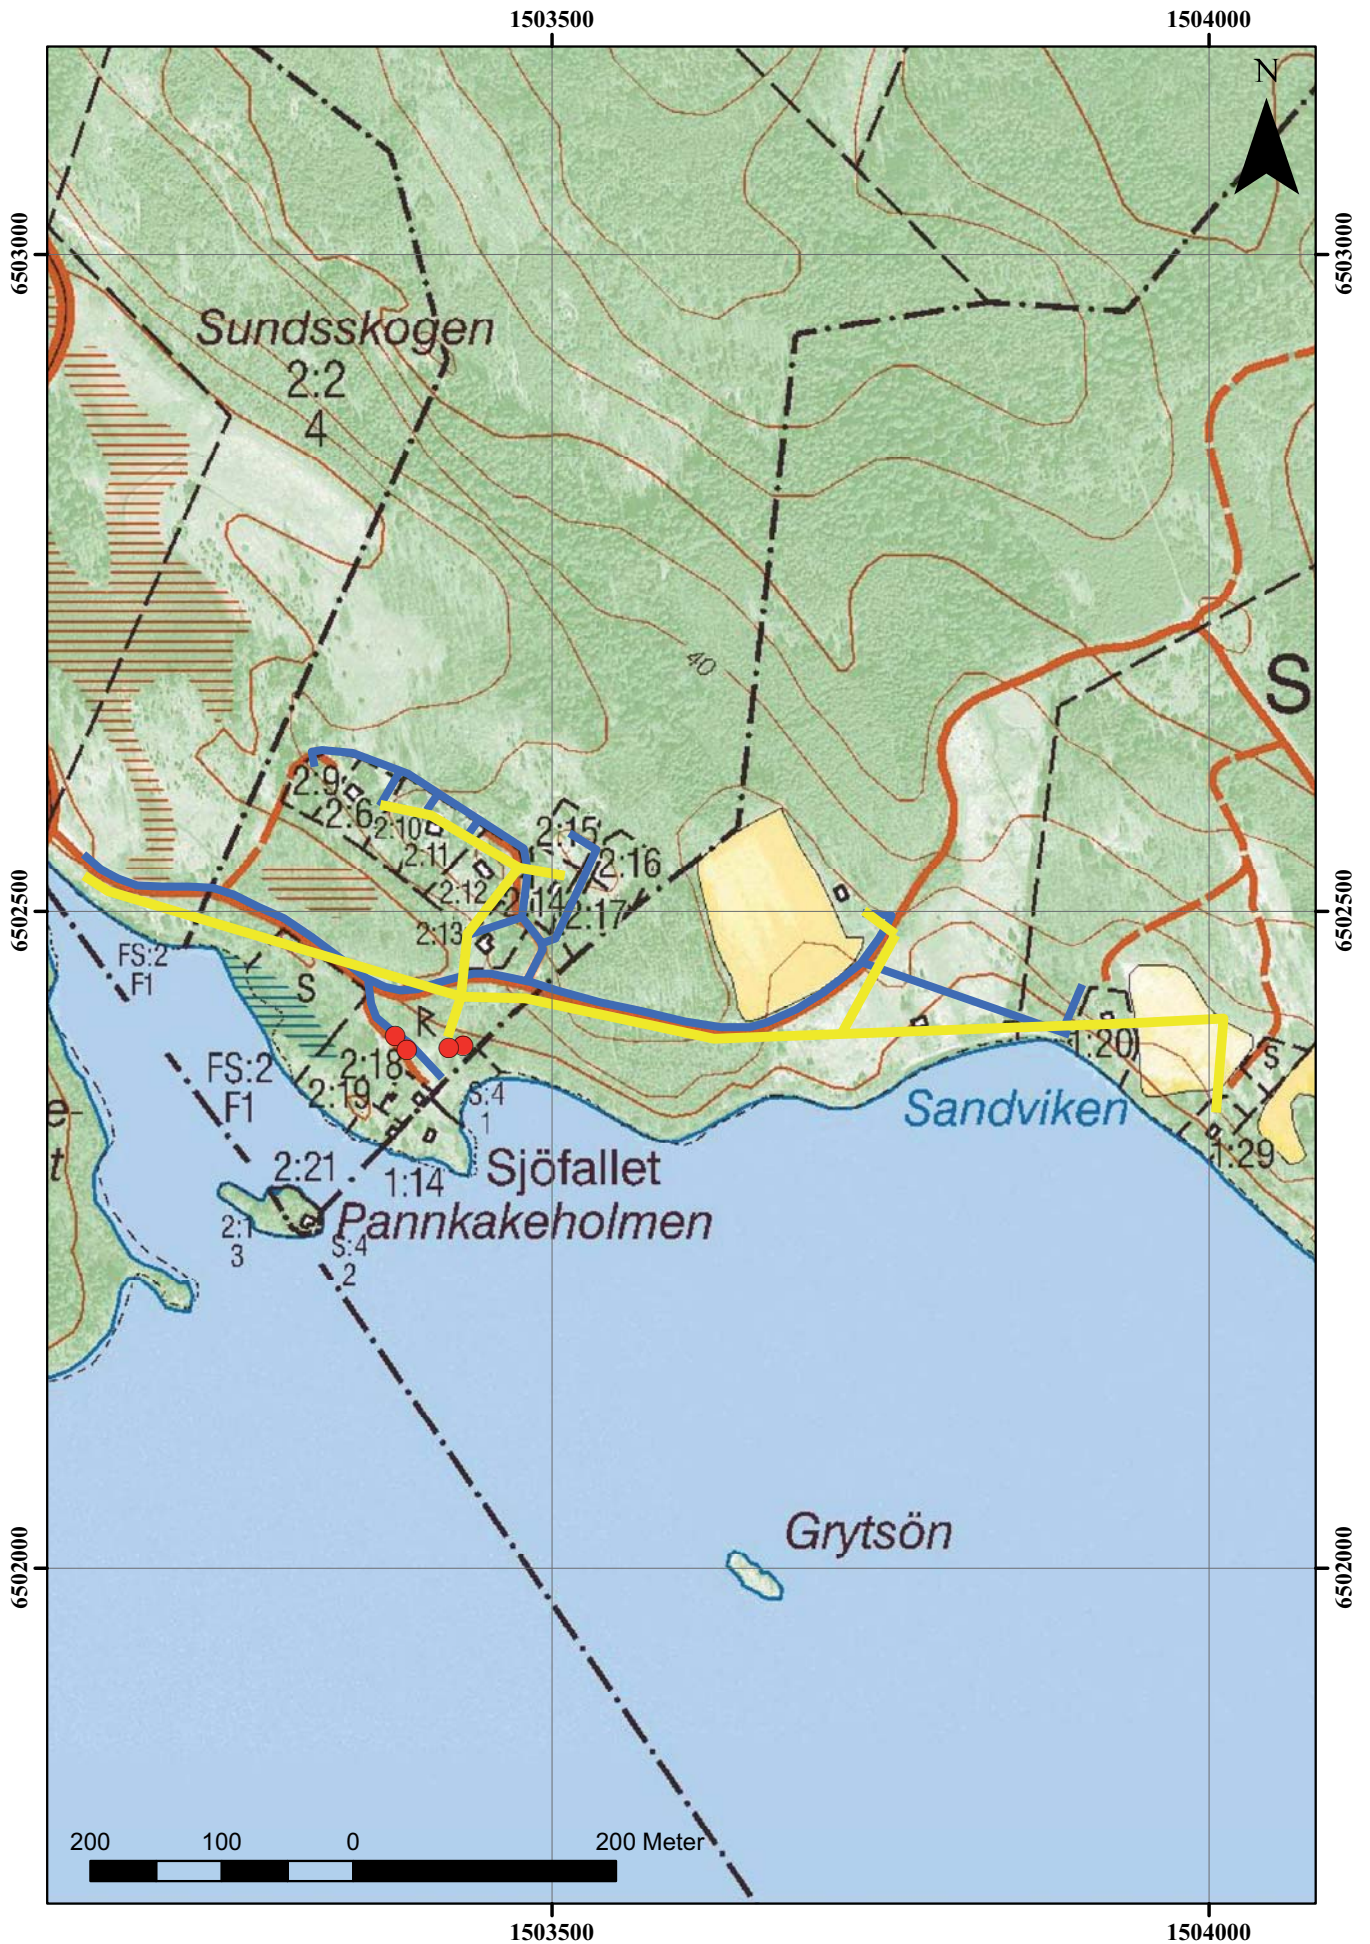 1503500
1504000
N
6503000
6503000
Sundsskogen
2:2
4
40
S
2:9
2:6
2:10
2:11
2:12
2:13
2:14
2:15
2:16
2:17
6502500
6502500
FS:2
F1
S
R
FS:2
F1
2:18
2:19
S:4
1
1:20
S
Sandviken
1:29
e-
t
2:21
1:14
Sjöfallet
Pannkakeholmen
2:1
3
S:4
2
Grytsön
6502000
6502000
200
100
0
200 Meter
1503500
1504000